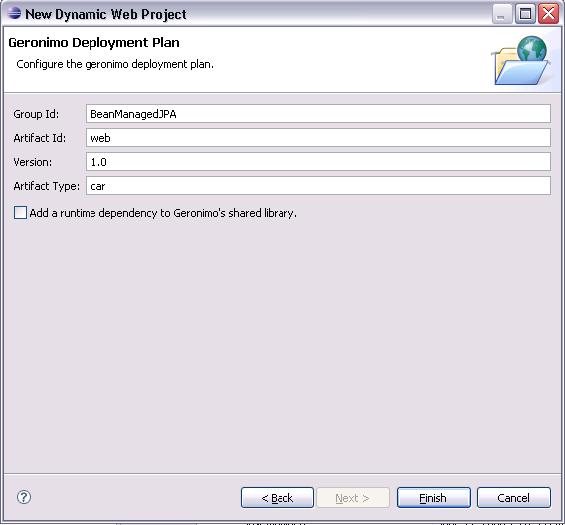 New Dynamic Web Project
Geronimo Deployment Plan
Configure the geronimo deployment plan.
Group Id: BeanManagedJPA
Artifact Id: web
Version: 1.0
Artifact Type: car
Add a runtime dependency to Geronimo's shared library.
< Back Next > Finish Cancel